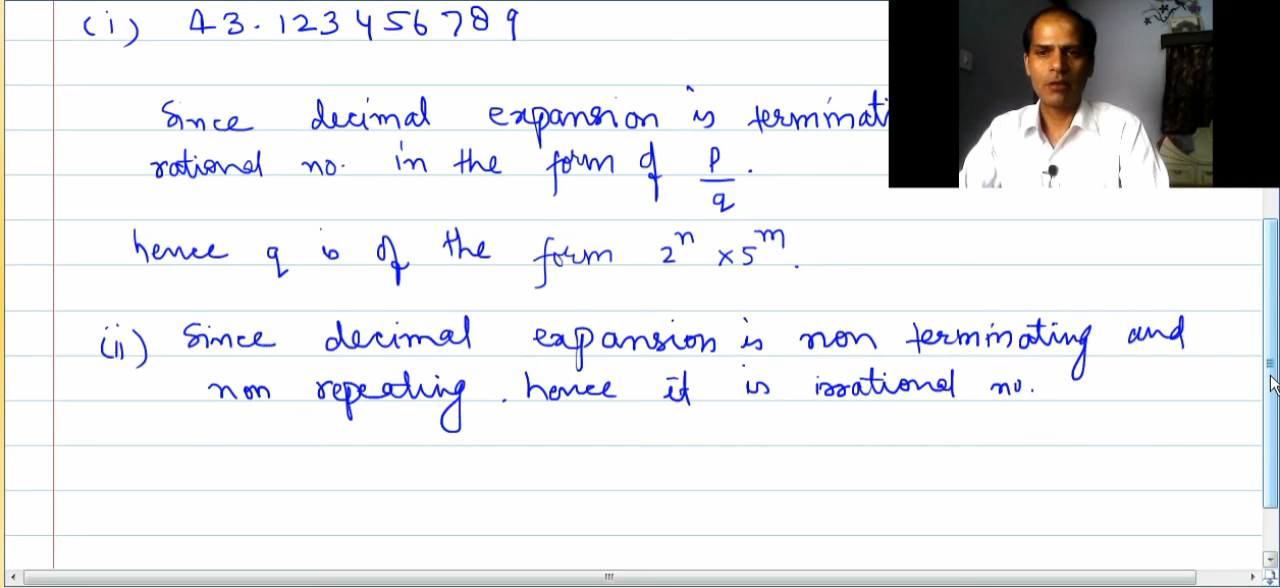 (i) 43.123456789
Since decimal expansion is terminati
rational no. in the form of p/q.
hence q is of the form 2^n × 5^m.
(ii) Since decimal expansion is non terminating and
non repeating. hence it is irrational no.